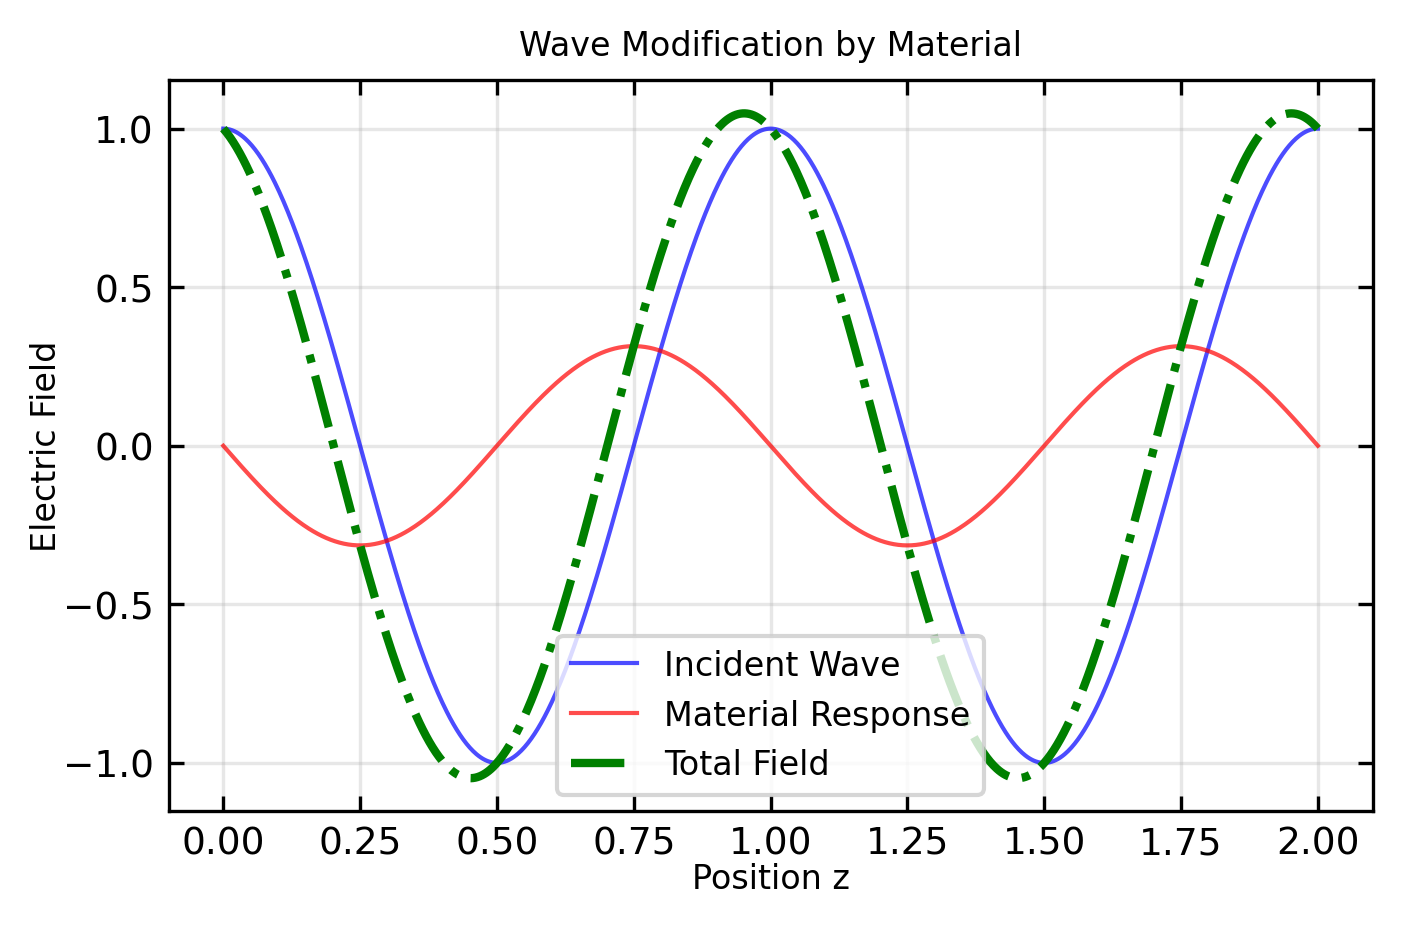 Wave Modification by Material
Electric Field
1.0
0.5
0.0
−0.5
−1.0
Incident Wave
Material Response
Total Field
0.00 0.25 0.50 0.75 1.00 1.25 1.50 1.75 2.00
Position z